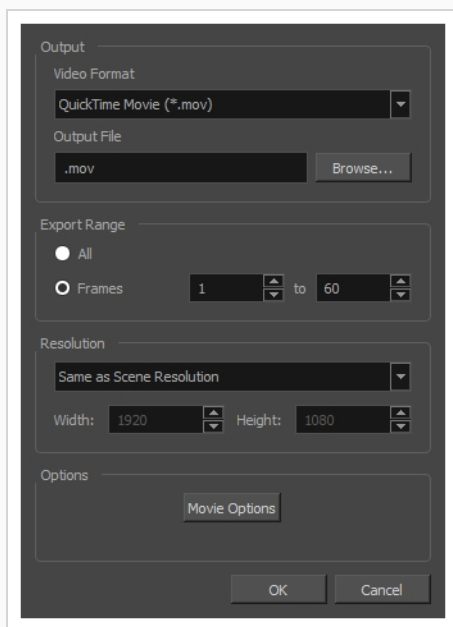 Output
Video Format
QuickTime Movie (*.mov)
Output File
.mov Browse...
Export Range
All
Frames 1 to 60
Resolution
Same as Scene Resolution
Width: 1920 Height: 1080
Options
Movie Options
OK Cancel